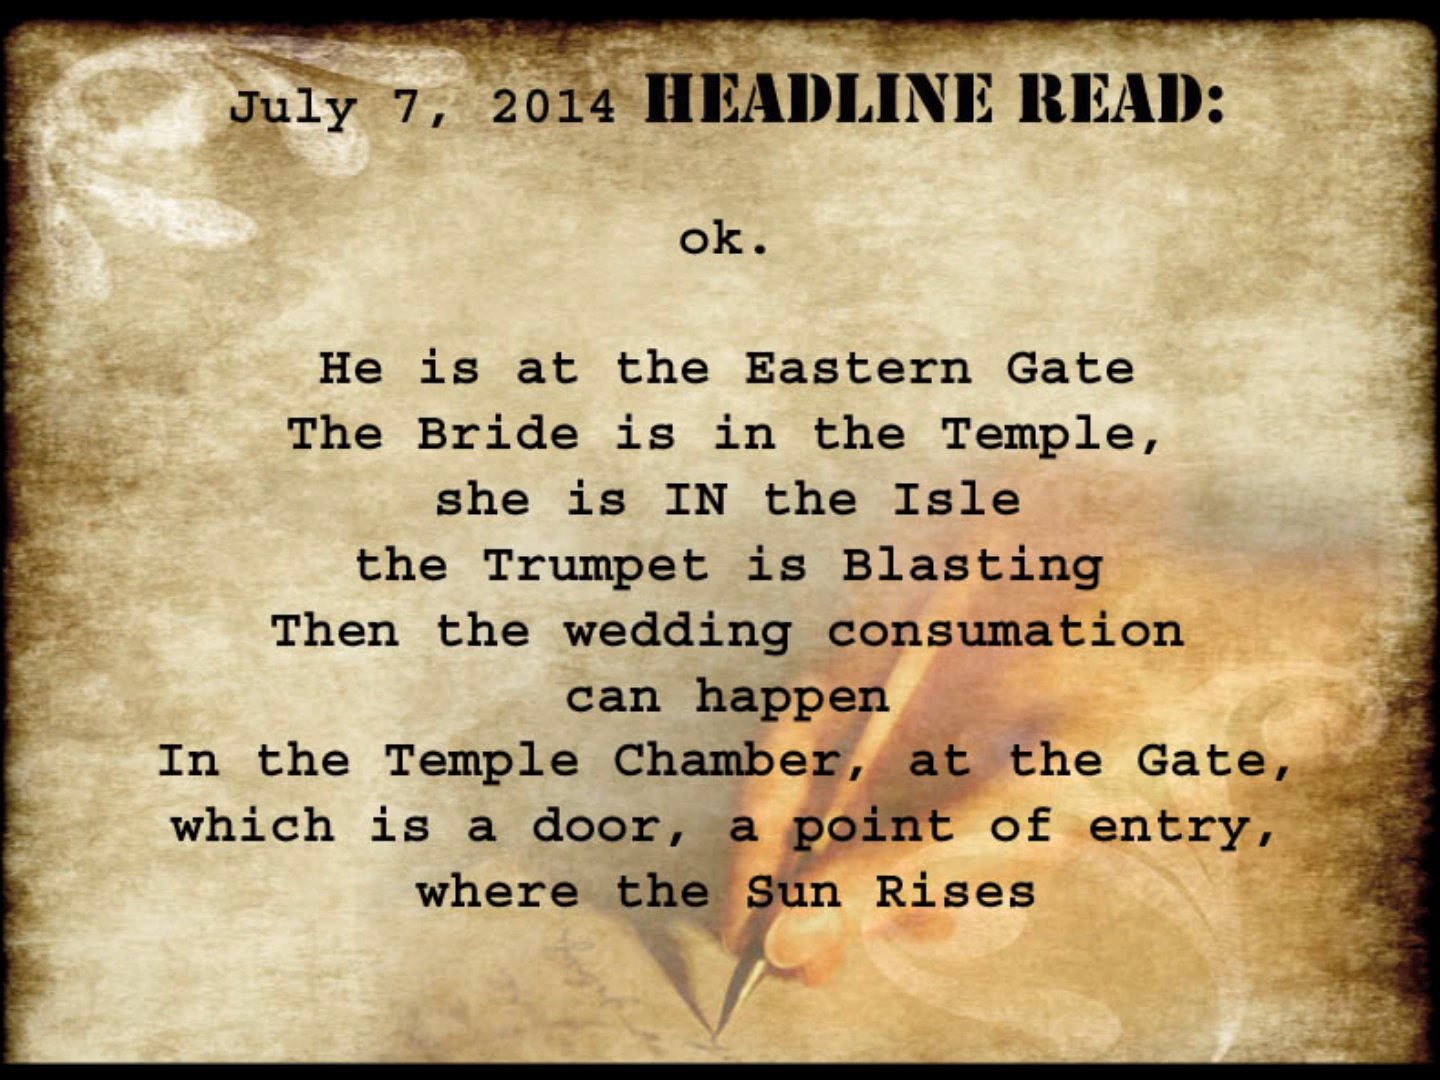 July 7, 2014 HEADLINE READ:
ok.
He is at the Eastern Gate
The Bride is in the Temple,
she is IN the Isle
the Trumpet is Blasting
Then the wedding consumation
can happen
In the Temple Chamber, at the Gate,
which is a door, a point of entry,
where the Sun Rises